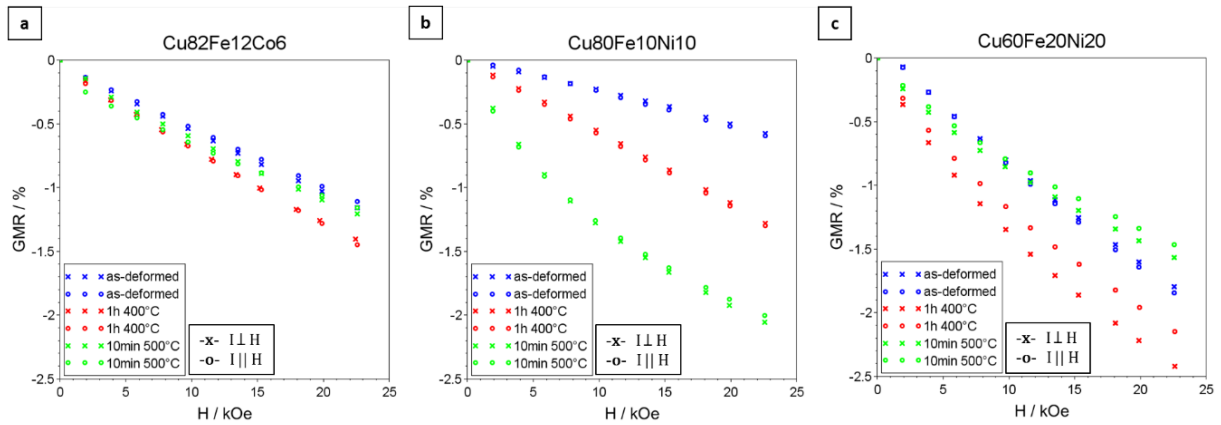 a
Cu82Fe12Co6
0
-0.5
-1
-1.5
-2
-2.5
GMR / %
0 5 10 15 20 25
H / kOe
as-deformed
as-deformed
1h 400°C
1h 400°C
10min 500°C
10min 500°C
-x- I⊥H
-o- I || H
b
Cu80Fe10Ni10
0
-0.5
-1
-1.5
-2
-2.5
GMR / %
0 5 10 15 20 25
H / kOe
as-deformed
as-deformed
1h 400°C
1h 400°C
10min 500°C
10min 500°C
-x- I⊥H
-o- I || H
c
Cu60Fe20Ni20
0
-0.5
-1
-1.5
-2
-2.5
GMR / %
0 5 10 15 20 25
H / kOe
as-deformed
as-deformed
1h 400°C
1h 400°C
10min 500°C
10min 500°C
-x- I⊥H
-o- I || H